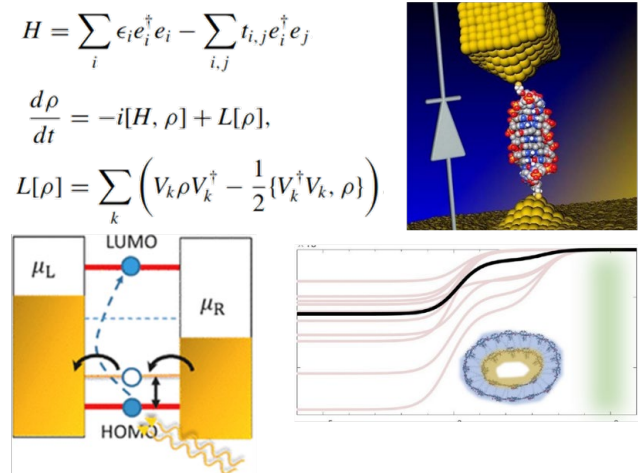 H = \sum_i \epsilon_i e_i^\dagger e_i - \sum_{i,j} t_{i,j} e_i^\dagger e_j
\frac{d\rho}{dt} = -i[H, \rho] + L[\rho],
L[\rho] = \sum_k \left( V_k \rho V_k^\dagger - \frac{1}{2} \{V_k^\dagger V_k, \rho\} \right)
LUMO
μL
μR
HOMO